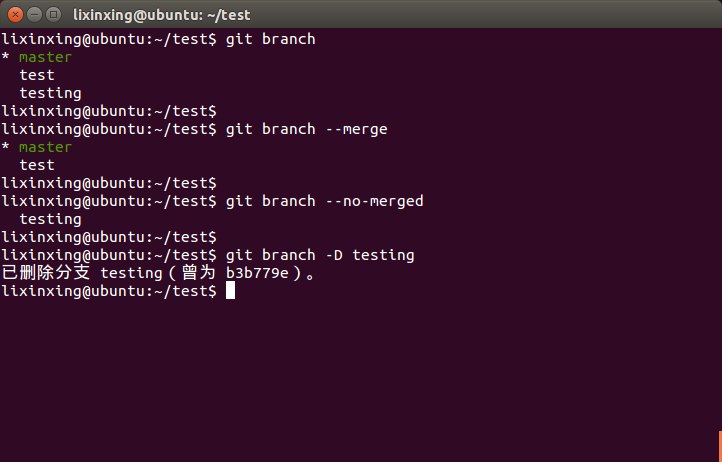 lixinxing@ubuntu: ~/test
lixinxing@ubuntu:~/test$ git branch
* master
  test
  testing
lixinxing@ubuntu:~/test$
lixinxing@ubuntu:~/test$ git branch --merge
* master
  test
lixinxing@ubuntu:~/test$
lixinxing@ubuntu:~/test$ git branch --no-merged
  testing
lixinxing@ubuntu:~/test$
lixinxing@ubuntu:~/test$ git branch -D testing
已删除分支 testing（曾为 b3b779e）。
lixinxing@ubuntu:~/test$